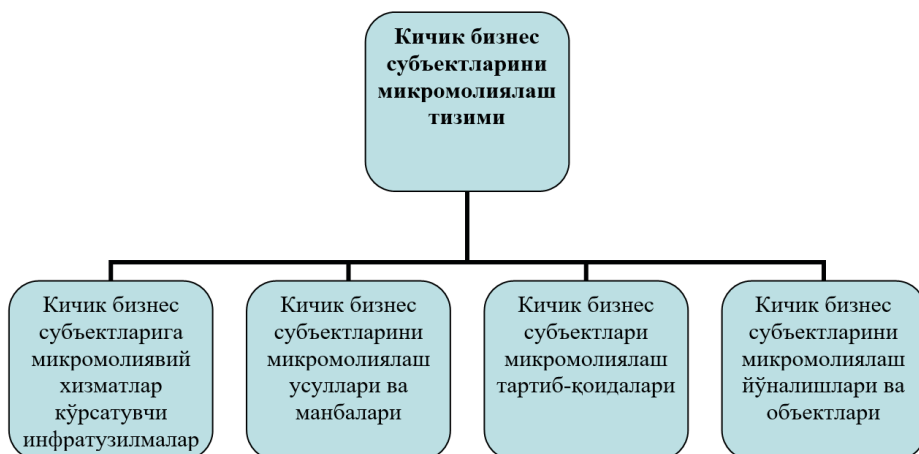 Кичик бизнес
субъектларини
микромолиялаш
тизими
Кичик бизнес
субъектларига
микромолиявий
хизматлар
кўрсатувчи
инфратузилмалар
Кичик бизнес
субъектларини
микромолиялаш
усуллари ва
манбалари
Кичик бизнес
субъектлари
микромолиялаш
тартиб-қоидалари
Кичик бизнес
субъектларини
микромолиялаш
йўналишлари ва
объектлари